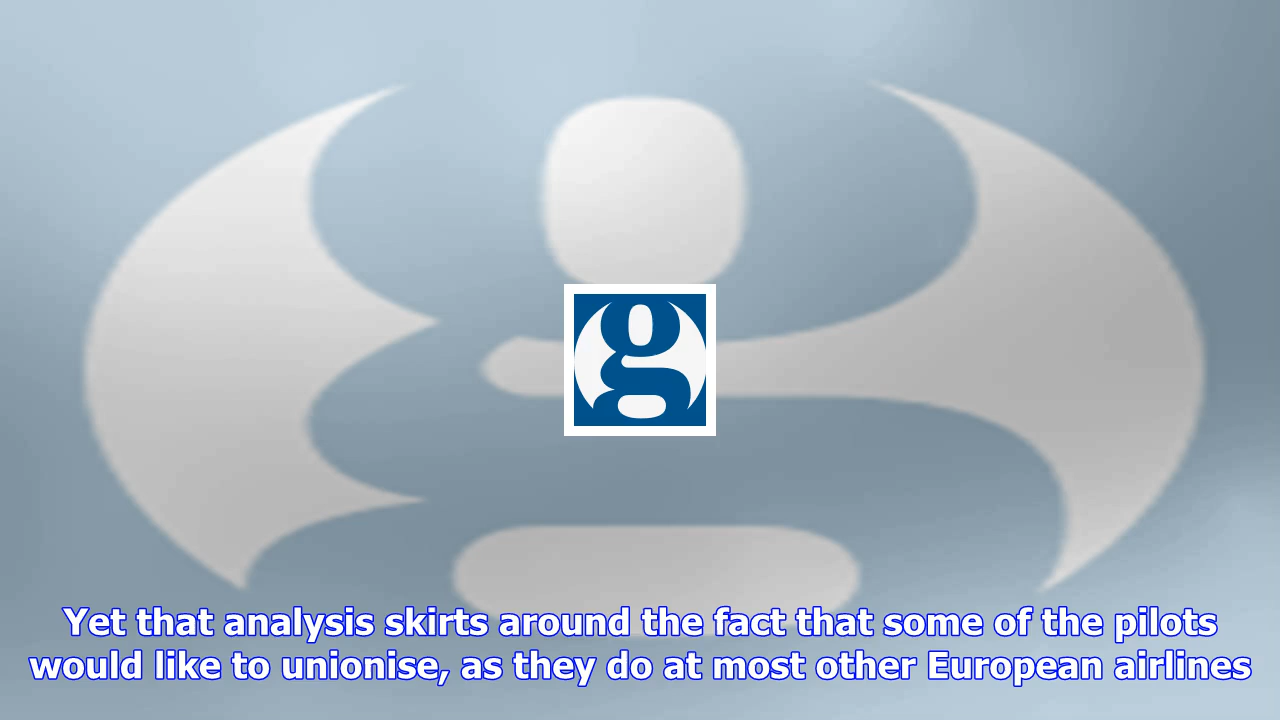 g
Yet that analysis skirts around the fact that some of the pilots
would like to unionise, as they do at most other European airlines